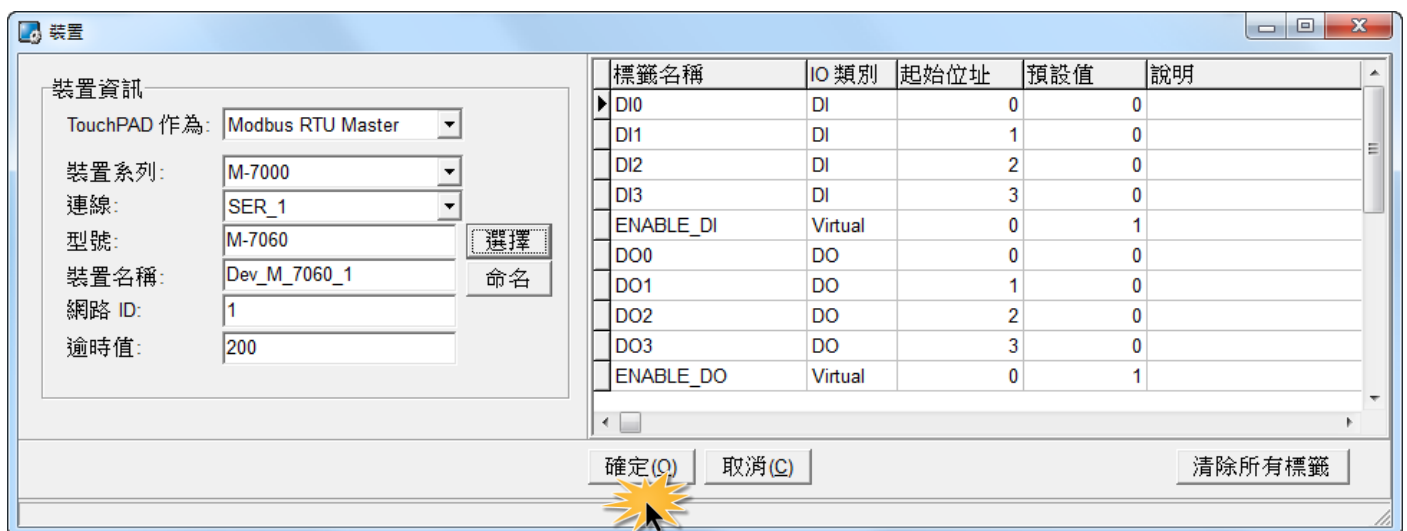 裝置
裝置資訊
TouchPAD 作為: Modbus RTU Master
裝置系列: M-7000
連線: SER_1
型號: M-7060 選擇
裝置名稱: Dev_M_7060_1 命名
網路 ID: 1
逾時值: 200
標籤名稱 IO 類別 起始位址 預設值 說明
DI0 DI 0 0
DI1 DI 1 0
DI2 DI 2 0
DI3 DI 3 0
ENABLE_DI Virtual 0 1
DO0 DO 0 0
DO1 DO 1 0
DO2 DO 2 0
DO3 DO 3 0
ENABLE_DO Virtual 0 1
確定(O) 取消(C) 清除所有標籤